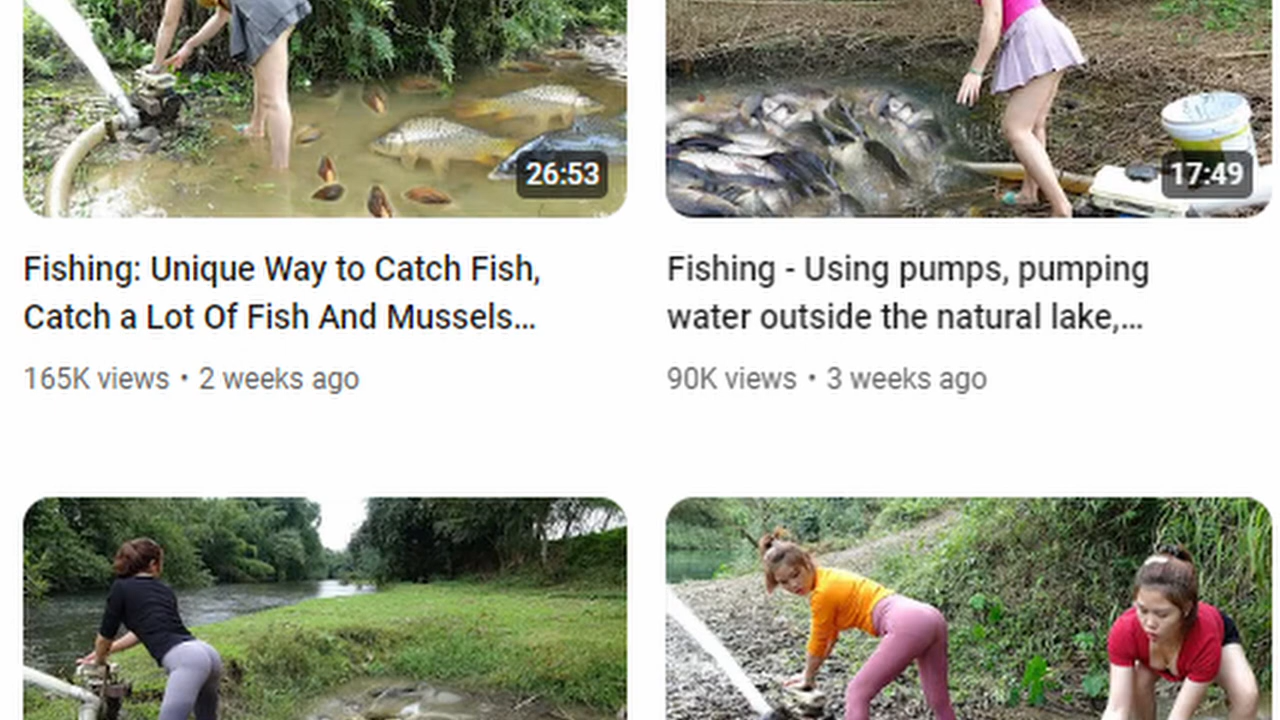 26:53
17:49
Fishing: Unique Way to Catch Fish,
Catch a Lot Of Fish And Mussels...
165K views • 2 weeks ago
Fishing - Using pumps, pumping
water outside the natural lake,...
90K views • 3 weeks ago